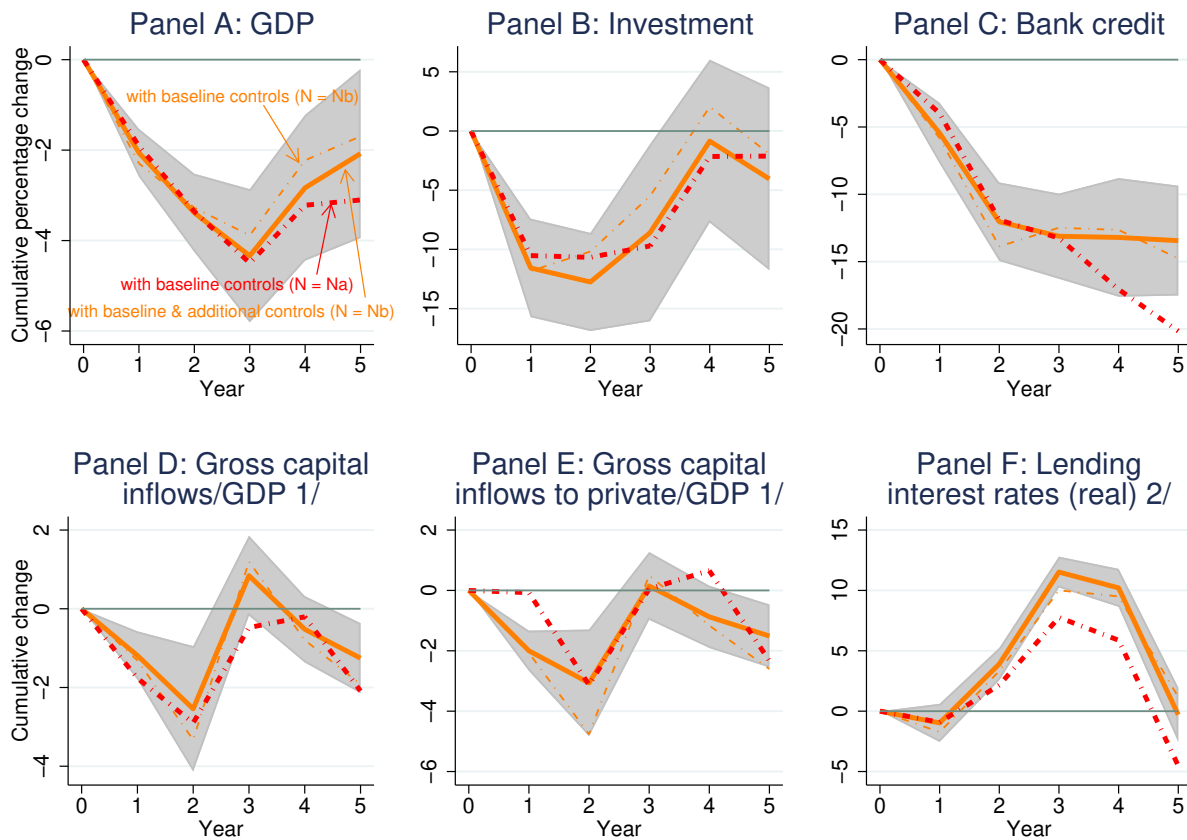 Panel A: GDP
Cumulative percentage change
0
−2
−4
−6
with baseline controls (N = Nb)
with baseline controls (N = Na)
with baseline & additional controls (N = Nb)
0 1 2 3 4 5
Year
Panel B: Investment
5
0
−5
−10
−15
0 1 2 3 4 5
Year
Panel C: Bank credit
0
−5
−10
−15
−20
0 1 2 3 4 5
Year
Panel D: Gross capital
inflows/GDP 1/
Cumulative change
2
0
−2
−4
0 1 2 3 4 5
Year
Panel E: Gross capital
inflows to private/GDP 1/
2
0
−2
−4
−6
0 1 2 3 4 5
Year
Panel F: Lending
interest rates (real) 2/
15
10
5
0
−5
0 1 2 3 4 5
Year